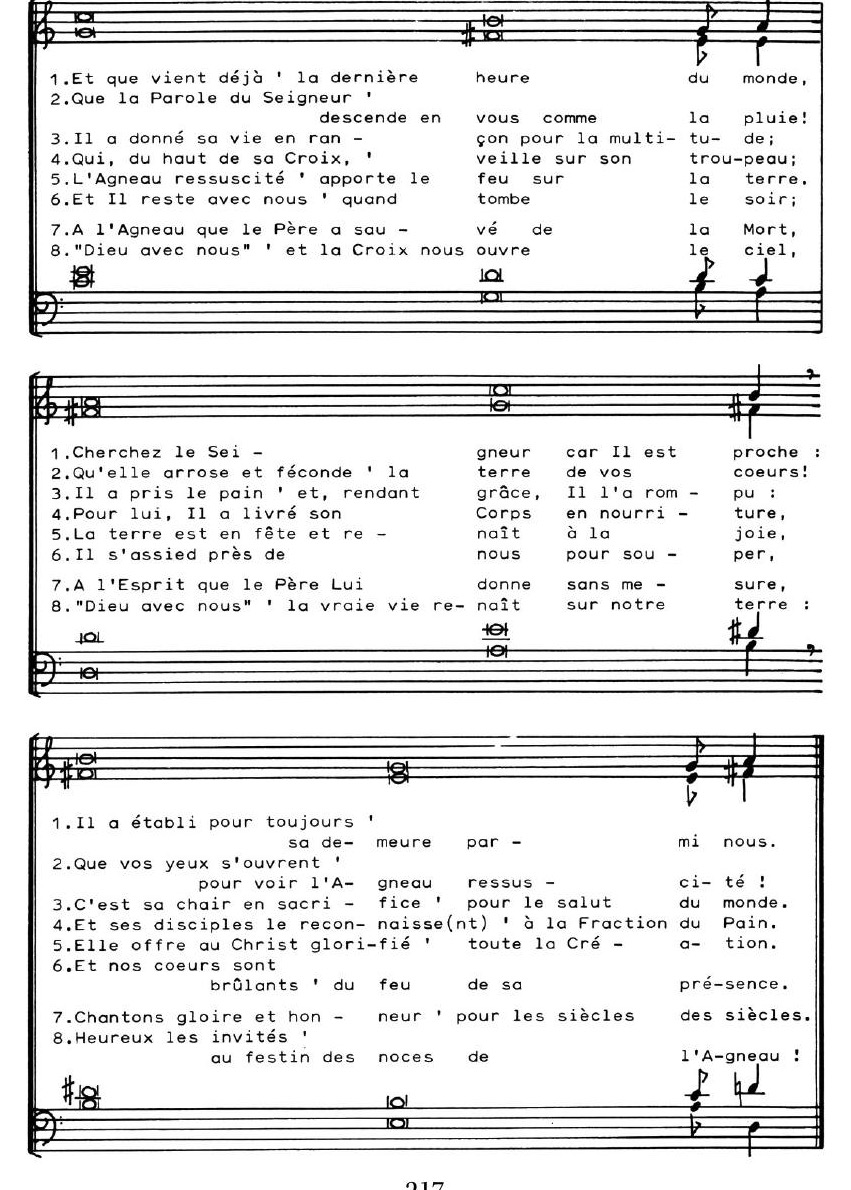 1.Et que vient déjà ' la dernière heure du monde,
2.Que la Parole du Seigneur '
descende en vous comme la pluie!
3.Il a donné sa vie en ran - çon pour la multi- tu- de;
4.Qui, du haut de sa Croix, ' veille sur son trou-peau;
5.L'Agneau ressuscité ' apporte le feu sur la terre.
6.Et Il reste avec nous ' quand tombe le soir;
7.A l'Agneau que le Père a sau - vé de la Mort,
8."Dieu avec nous" ' et la Croix nous ouvre le ciel,
1.Cherchez le Sei - gneur car Il est proche :
2.Qu'elle arrose et féconde ' la terre de vos coeurs!
3.Il a pris le pain ' et, rendant grâce, Il l'a rom - pu :
4.Pour lui, Il a livré son Corps en nourri - ture,
5.La terre est en fête et re - naît à la joie,
6.Il s'assied près de nous pour sou - per,
7.A l'Esprit que le Père Lui donne sans me - sure,
8."Dieu avec nous" ' la vraie vie re- naît sur notre terre :
1.Il a établi pour toujours '
sa de- meure par - mi nous.
2.Que vos yeux s'ouvrent '
pour voir l'A- gneau ressus - ci- té !
3.C'est sa chair en sacri - fice ' pour le salut du monde.
4.Et ses disciples le recon- naisse(nt) ' à la Fraction du Pain.
5.Elle offre au Christ glori-fié ' toute la Cré - a- tion.
6.Et nos coeurs sont
brûlants ' du feu de sa pré-sence.
7.Chantons gloire et hon - neur ' pour les siècles des siècles.
8.Heureux les invités '
au festin des noces de l'A-gneau !
217